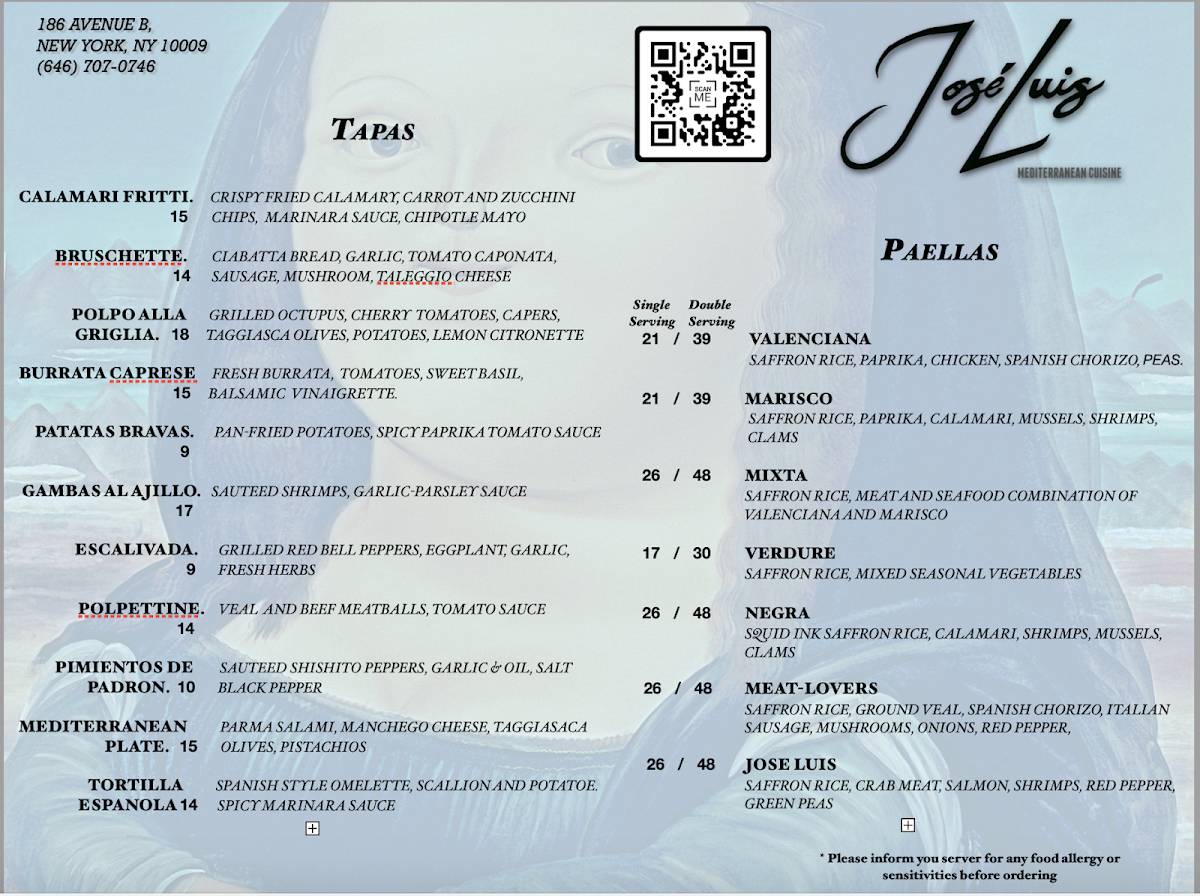 186 AVENUE B,
NEW YORK, NY 10009
(646) 707-0746
SCAN
ME
José Luis
MEDITERRANEAN CUISINE
TAPAS
CALAMARI FRITTI. CRISPY FRIED CALAMARY, CARROT AND ZUCCHINI
15 CHIPS, MARINARA SAUCE, CHIPOTLE MAYO
BRUSCHETTE. CIABATTA BREAD, GARLIC, TOMATO CAPONATA,
14 SAUSAGE, MUSHROOM, TALEGGIO CHEESE
POLPO ALLA GRILLED OCTUPUS, CHERRY TOMATOES, CAPERS,
GRIGLIA. 18 TAGGIASCA OLIVES, POTATOES, LEMON CITRONETTE
BURRATA CAPRESE FRESH BURRATA, TOMATOES, SWEET BASIL,
15 BALSAMIC VINAIGRETTE.
PATATAS BRAVAS. PAN-FRIED POTATOES, SPICY PAPRIKA TOMATO SAUCE
9
GAMBAS AL AJILLO. SAUTEED SHRIMPS, GARLIC-PARSLEY SAUCE
17
ESCALIVADA. GRILLED RED BELL PEPPERS, EGGPLANT, GARLIC,
9 FRESH HERBS
POLPETTINE. VEAL AND BEEF MEATBALLS, TOMATO SAUCE
14
PIMIENTOS DE SAUTEED SHISHITO PEPPERS, GARLIC & OIL, SALT
PADRON. 10 BLACK PEPPER
MEDITERRANEAN PARMA SALAMI, MANCHEGO CHEESE, TAGGIASACA
PLATE. 15 OLIVES, PISTACHIOS
TORTILLA SPANISH STYLE OMELETTE, SCALLION AND POTATOE.
ESPANOLA 14 SPICY MARINARA SAUCE
PAELLAS
Single Double
Serving Serving
21 / 39 VALENCIANA
SAFFRON RICE, PAPRIKA, CHICKEN, SPANISH CHORIZO, PEAS.
21 / 39 MARISCO
SAFFRON RICE, PAPRIKA, CALAMARI, MUSSELS, SHRIMPS,
CLAMS
26 / 48 MIXTA
SAFFRON RICE, MEAT AND SEAFOOD COMBINATION OF
VALENCIANA AND MARISCO
17 / 30 VERDURE
SAFFRON RICE, MIXED SEASONAL VEGETABLES
26 / 48 NEGRA
SQUID INK SAFFRON RICE, CALAMARI, SHRIMPS, MUSSELS,
CLAMS
26 / 48 MEAT-LOVERS
SAFFRON RICE, GROUND VEAL, SPANISH CHORIZO, ITALIAN
SAUSAGE, MUSHROOMS, ONIONS, RED PEPPER,
26 / 48 JOSE LUIS
SAFFRON RICE, CRAB MEAT, SALMON, SHRIMPS, RED PEPPER,
GREEN PEAS
* Please inform you server for any food allergy or
sensitivities before ordering